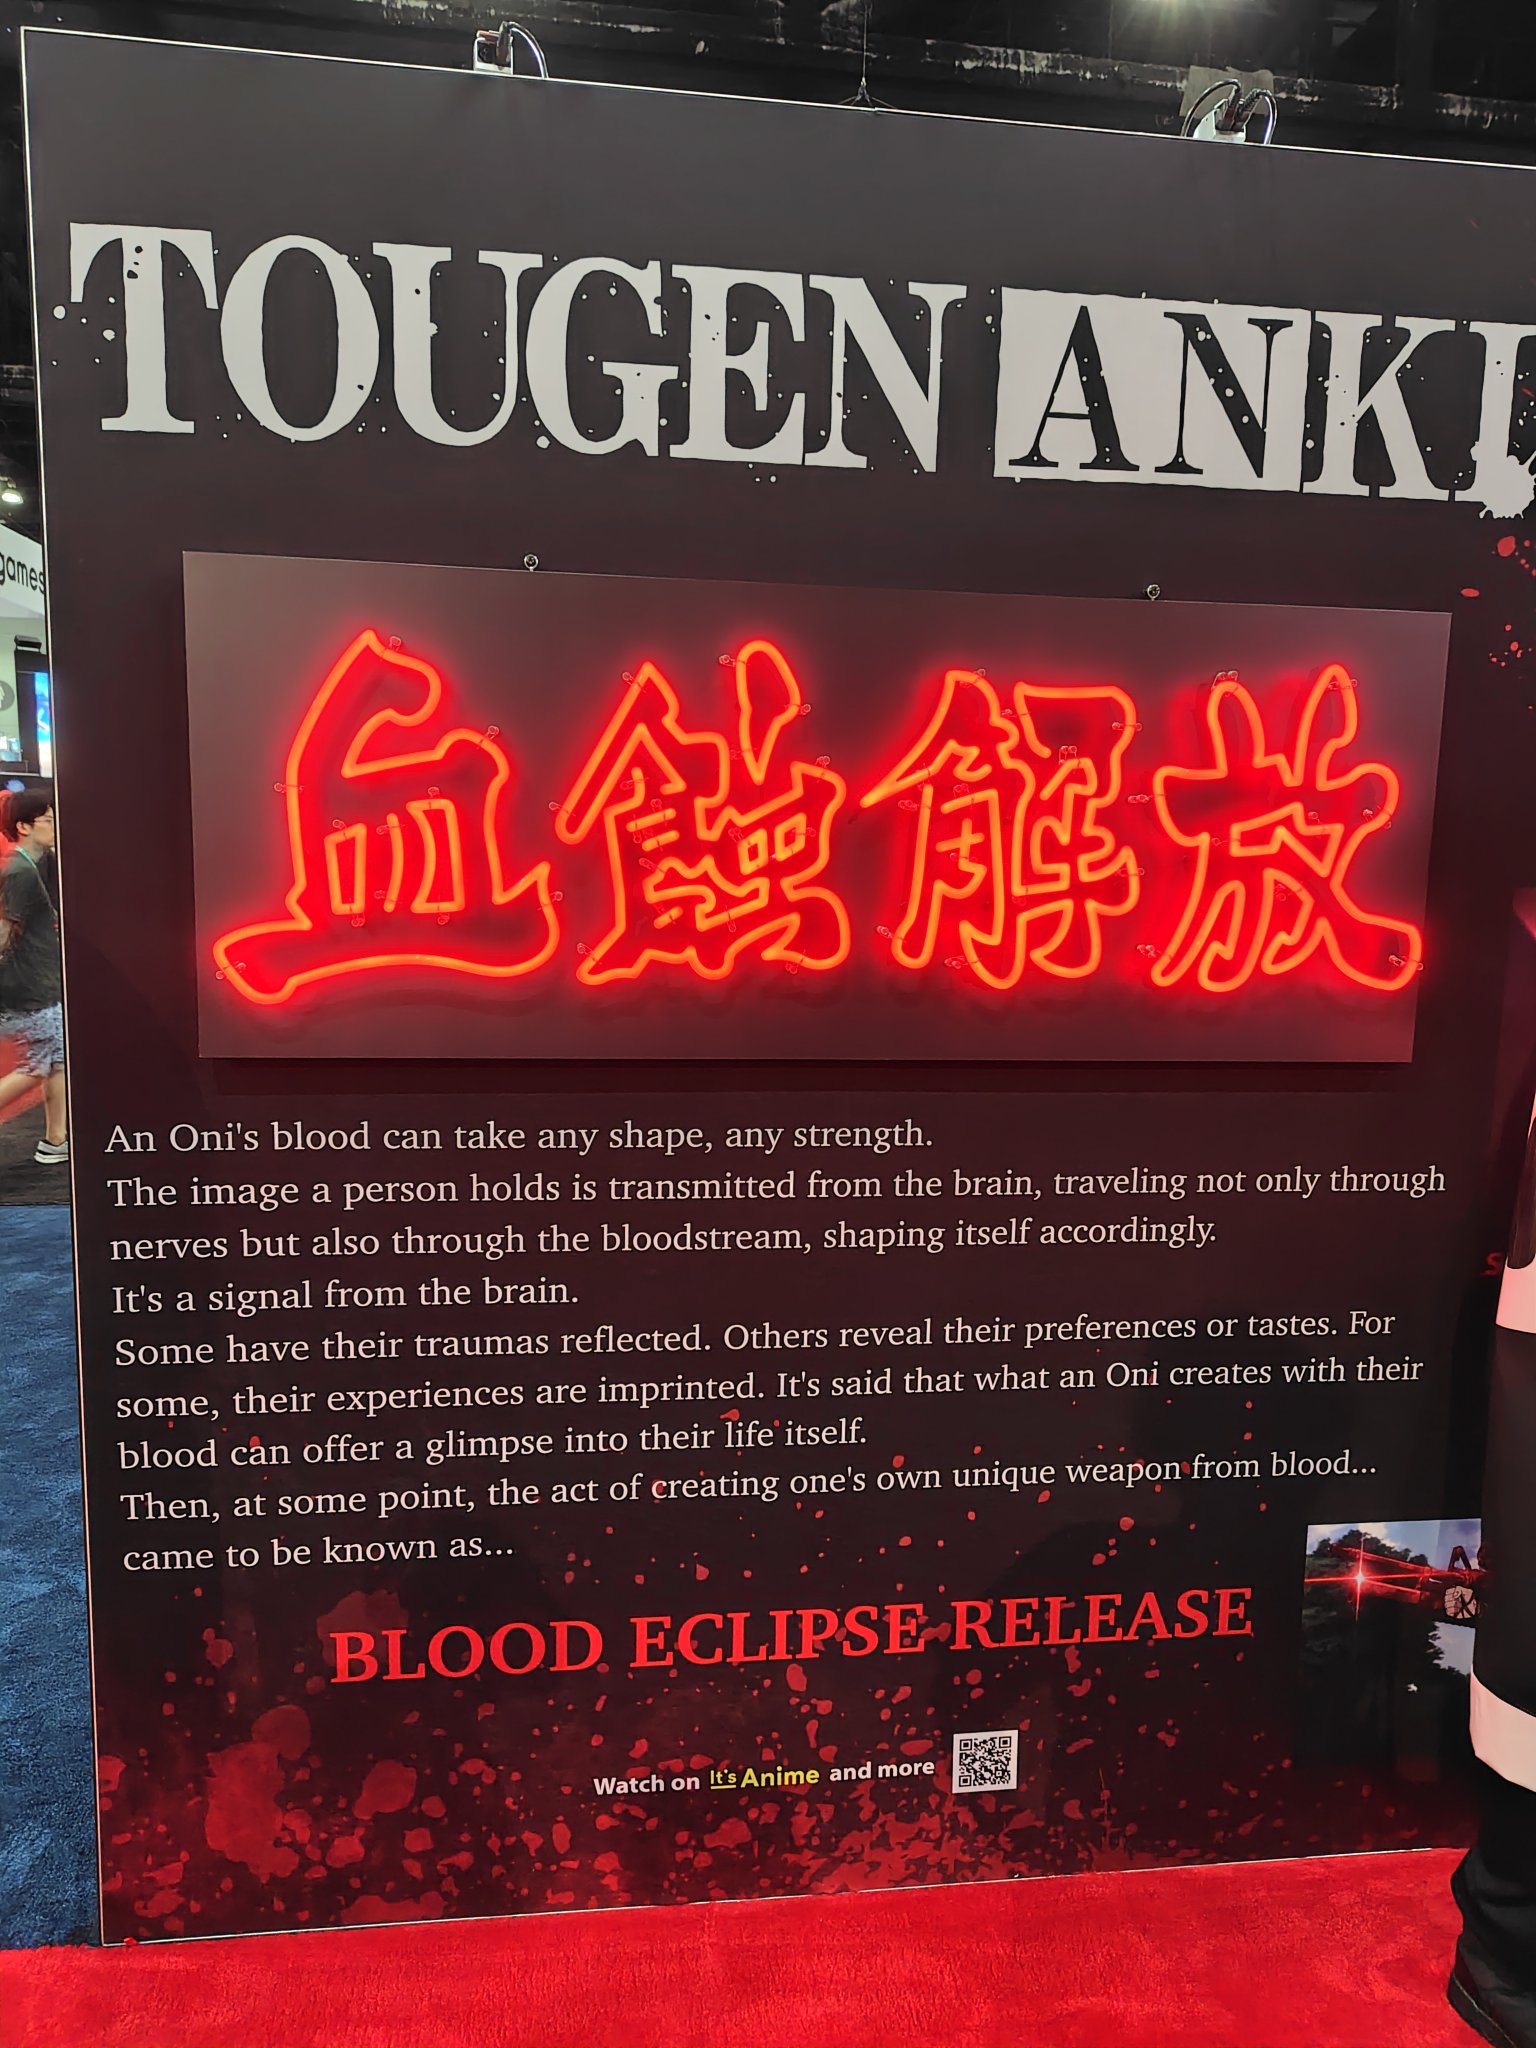 TOUGEN ANKI
games
血蝕解放
An Oni's blood can take any shape, any strength.
The image a person holds is transmitted from the brain, traveling not only through
nerves but also through the bloodstream, shaping itself accordingly.
It's a signal from the brain.
Some have their traumas reflected. Others reveal their preferences or tastes. For
some, their experiences are imprinted. It's said that what an Oni creates with their
blood can offer a glimpse into their life itself.
Then, at some point, the act of creating one's own unique weapon from blood...
came to be known as...
BLOOD ECLIPSE RELEASE
Watch on It's Anime and more